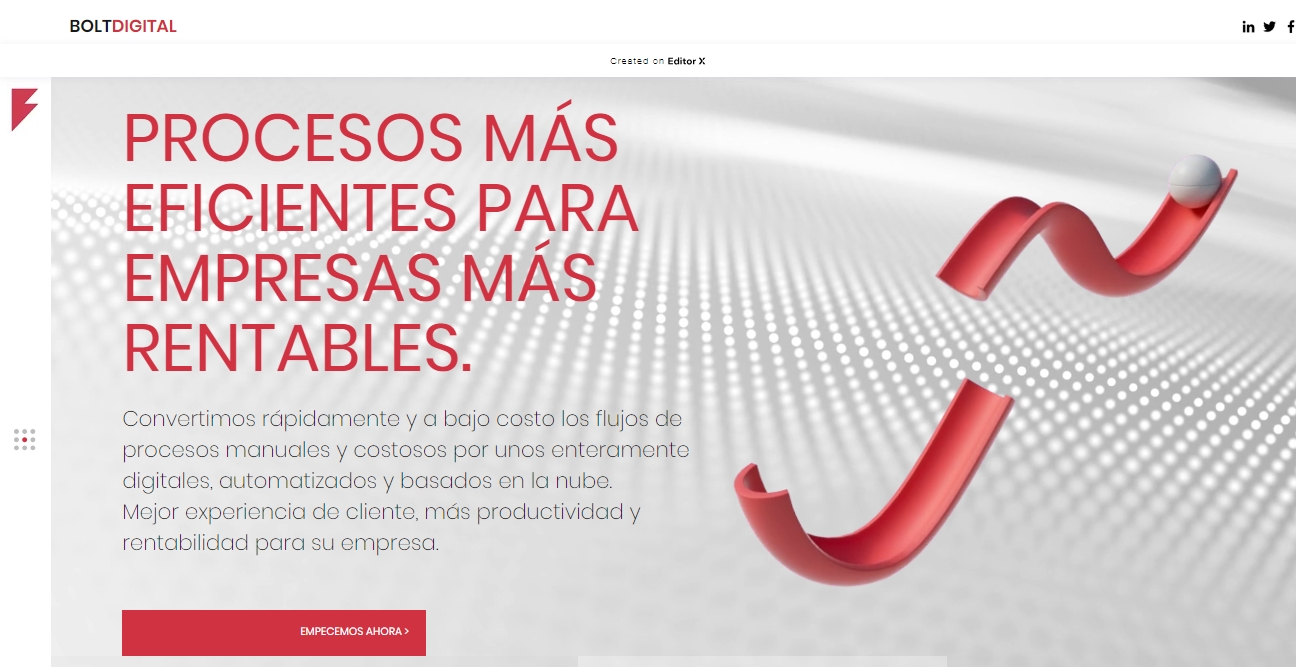 BOLTDIGITAL
Created on Editor X
PROCESOS MÁS
EFICIENTES PARA
EMPRESAS MÁS
RENTABLES.
Convertimos rápidamente y a bajo costo los flujos de
procesos manuales y costosos por unos enteramente
digitales, automatizados y basados en la nube.
Mejor experiencia de cliente, más productividad y
rentabilidad para su empresa.
EMPECEMOS AHORA >